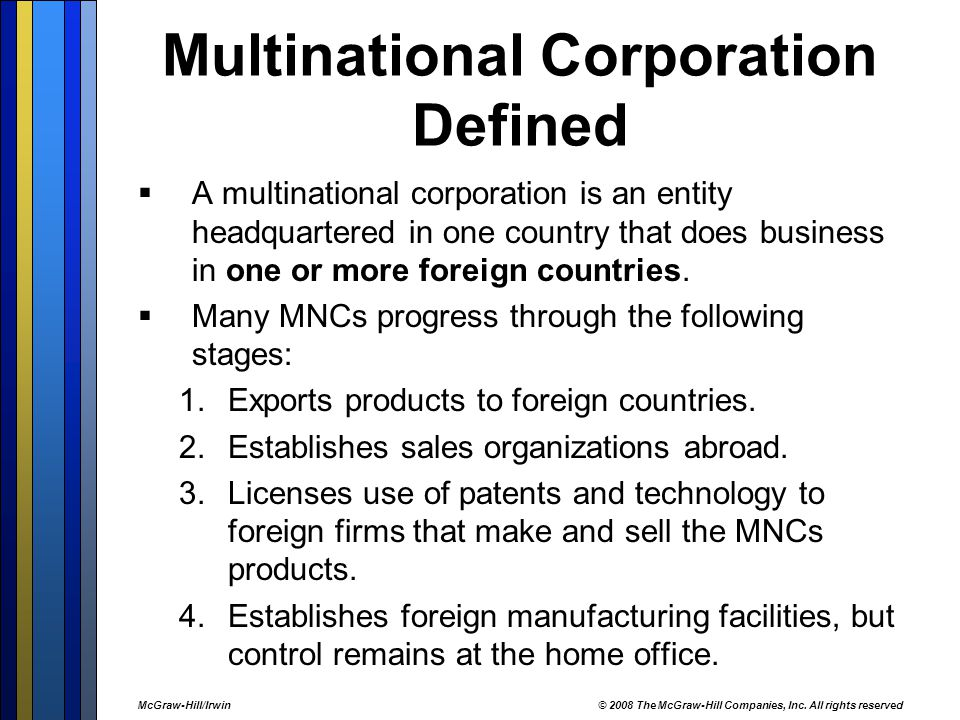 Multinational Corporation
Defined
▪ A multinational corporation is an entity
headquartered in one country that does business
in one or more foreign countries.
▪ Many MNCs progress through the following
stages:
1. Exports products to foreign countries.
2. Establishes sales organizations abroad.
3. Licenses use of patents and technology to
foreign firms that make and sell the MNCs
products.
4. Establishes foreign manufacturing facilities, but
control remains at the home office.
McGraw-Hill/Irwin © 2008 The McGraw-Hill Companies, Inc. All rights reserved